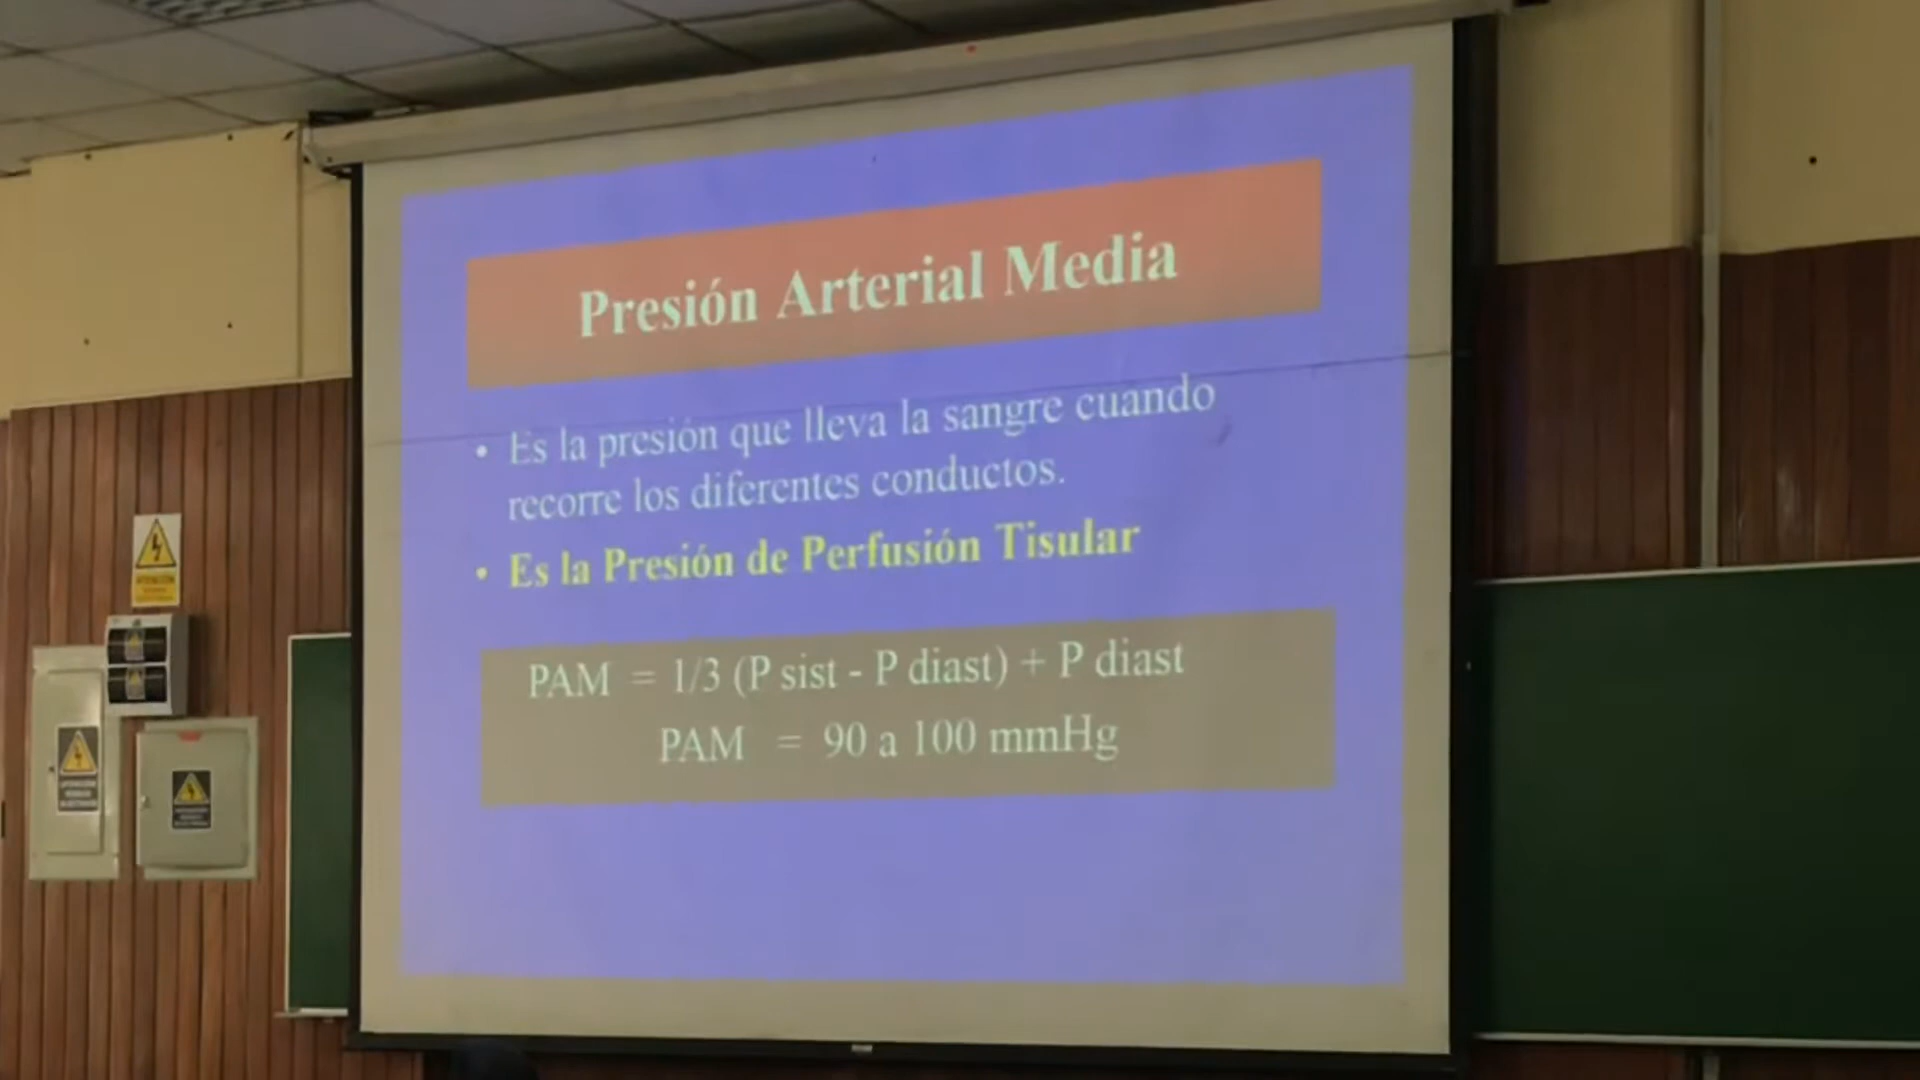 Presión Arterial Media
• Es la presión que lleva la sangre cuando
recorre los diferentes conductos.
• Es la Presión de Perfusión Tisular
PAM = 1/3 (P sist - P diast) + P diast
PAM = 90 a 100 mmHg